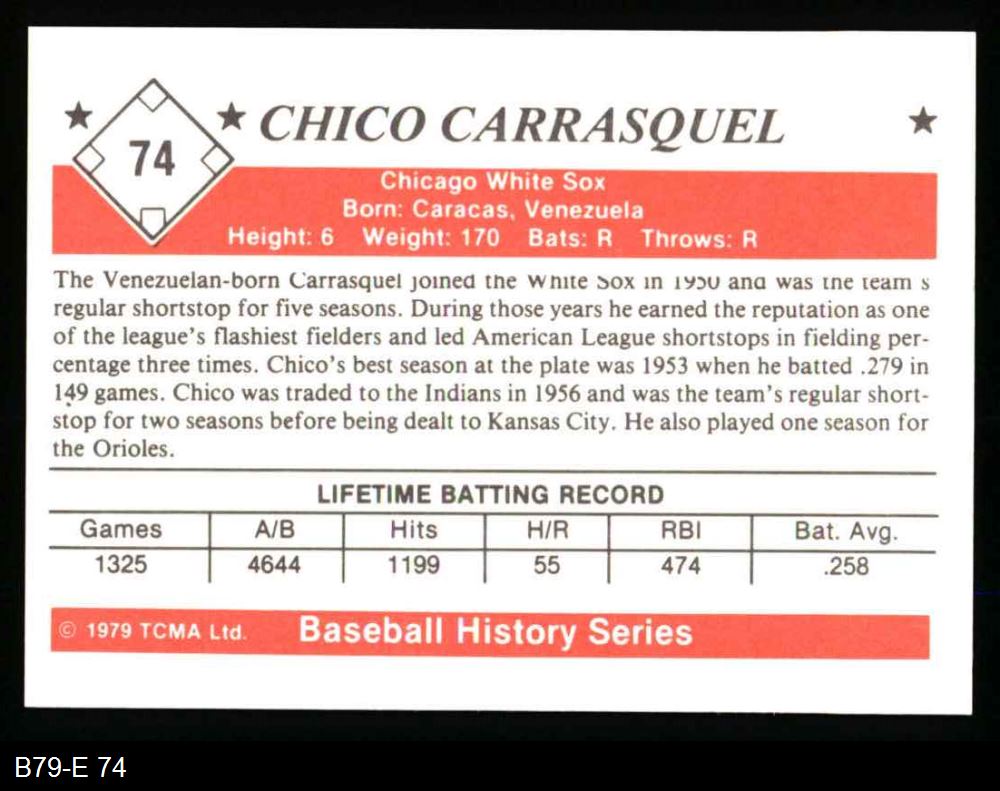 74
CHICO CARRASQUEL
Chicago White Sox
Born: Caracas, Venezuela
Height: 6 Weight: 170 Bats: R Throws: R
The Venezuelan-born Carrasquel joined the White Sox in 1950 and was the team's
regular shortstop for five seasons. During those years he earned the reputation as one
of the league's flashiest fielders and led American League shortstops in fielding per-
centage three times. Chico's best season at the plate was 1953 when he batted .279 in
149 games. Chico was traded to the Indians in 1956 and was the team's regular short-
stop for two seasons before being dealt to Kansas City. He also played one season for
the Orioles.
LIFETIME BATTING RECORD
Games A/B Hits H/R RBI Bat. Avg.
1325 4644 1199 55 474 .258
© 1979 TCMA Ltd. Baseball History Series
B79-E 74